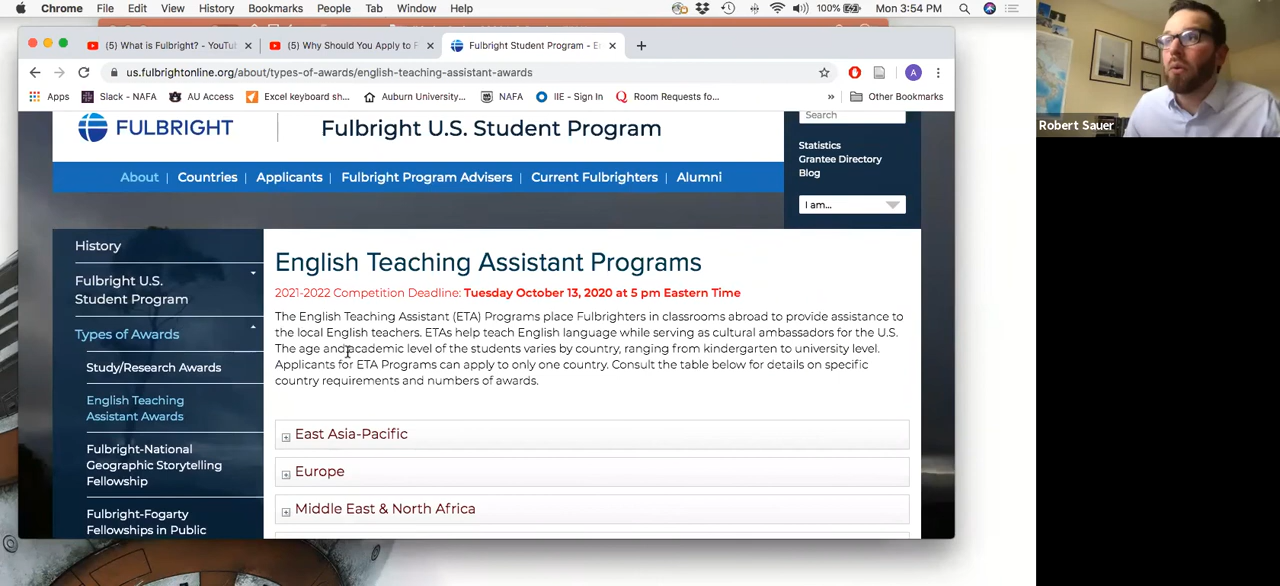 Chrome File Edit View History Bookmarks People Tab Window Help 100% Mon 3:54 PM
(5) What is Fulbright? - YouTu (5) Why Should You Apply to F Fulbright Student Program - E
us.fulbrightonline.org/about/types-of-awards/english-teaching-assistant-awards A
Apps Slack - NAFA AU Access Excel keyboard sh... Auburn University... NAFA IIE - Sign In Room Requests fo... » Other Bookmarks
FULBRIGHT Fulbright U.S. Student Program
Search
Statistics
Grantee Directory
Blog
I am...
About | Countries | Applicants | Fulbright Program Advisers | Current Fulbrighters | Alumni
History
Fulbright U.S.
Student Program
Types of Awards
Study/Research Awards
English Teaching
Assistant Awards
Fulbright-National
Geographic Storytelling
Fellowship
Fulbright-Fogarty
Fellowships in Public
English Teaching Assistant Programs
2021-2022 Competition Deadline: Tuesday October 13, 2020 at 5 pm Eastern Time
The English Teaching Assistant (ETA) Programs place Fulbrighters in classrooms abroad to provide assistance to
the local English teachers. ETAs help teach English language while serving as cultural ambassadors for the U.S.
The age and academic level of the students varies by country, ranging from kindergarten to university level.
Applicants for ETA Programs can apply to only one country. Consult the table below for details on specific
country requirements and numbers of awards.
East Asia-Pacific
Europe
Middle East & North Africa
Robert Sauer